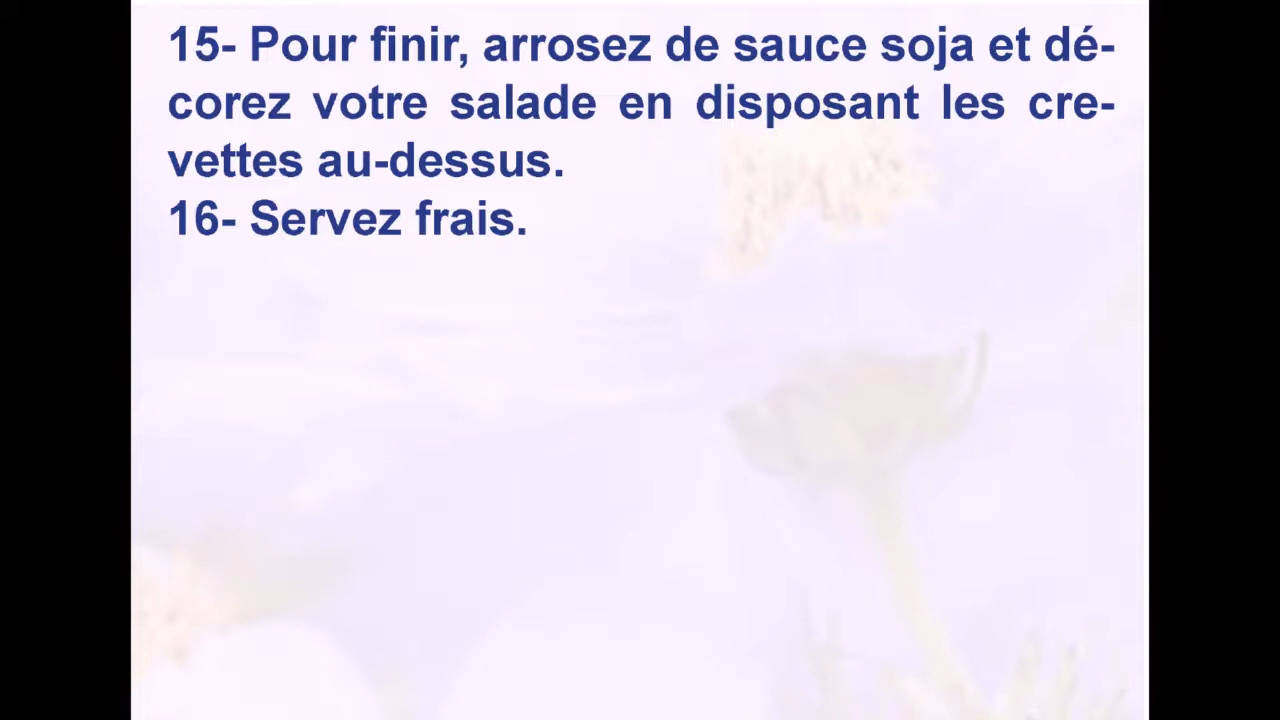 15- Pour finir, arrosez de sauce soja et dé-
corez votre salade en disposant les cre-
vettes au-dessus.
16- Servez frais.